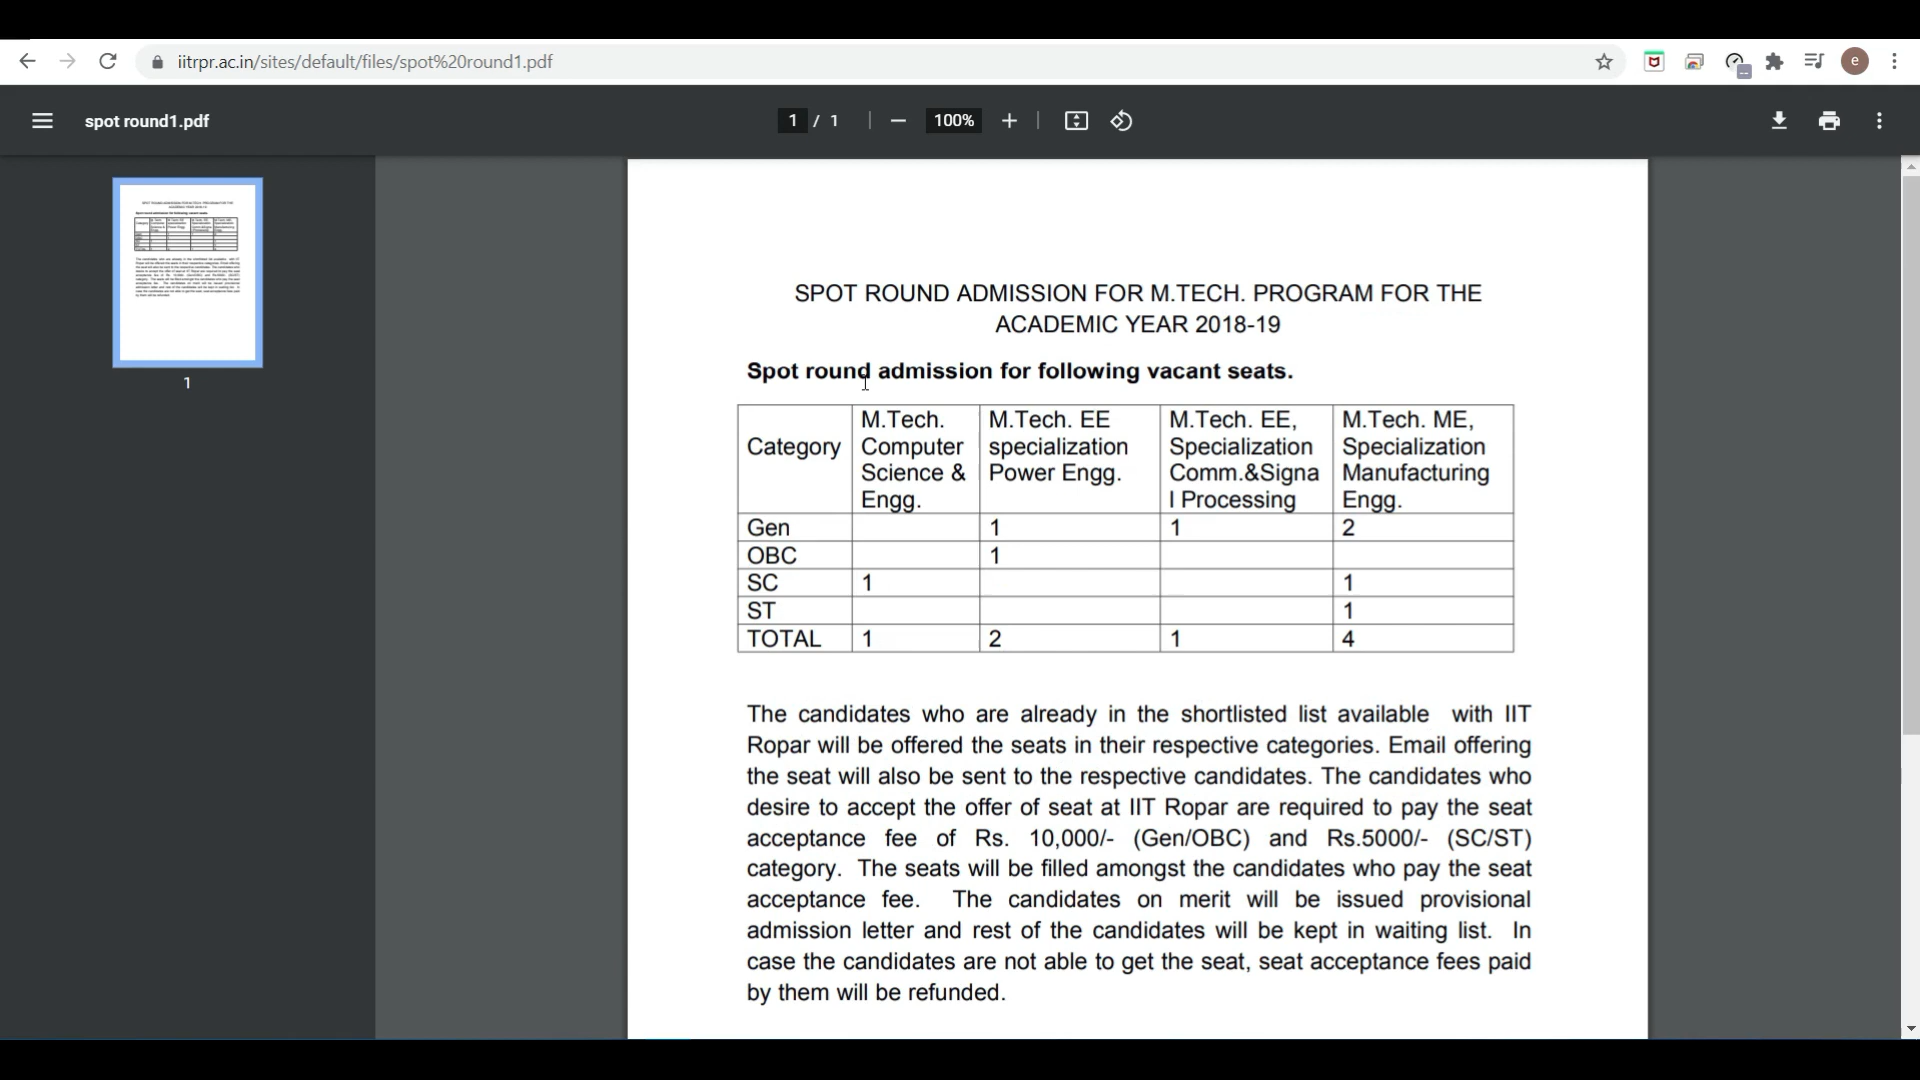 iitrpr.ac.in/sites/default/files/spot%20round1.pdf
e
spot round1.pdf
1 / 1
100%
1
SPOT ROUND ADMISSION FOR M.TECH. PROGRAM FOR THE
ACADEMIC YEAR 2018-19
Spot round admission for following vacant seats.
Category
M.Tech.
Computer
Science &
Engg.
M.Tech. EE
specialization
Power Engg.
M.Tech. EE,
Specialization
Comm.&Signa
l Processing
M.Tech. ME,
Specialization
Manufacturing
Engg.
Gen 1 1 2
OBC 1
SC 1 1
ST 1
TOTAL 1 2 1 4
The candidates who are already in the shortlisted list available with IIT
Ropar will be offered the seats in their respective categories. Email offering
the seat will also be sent to the respective candidates. The candidates who
desire to accept the offer of seat at IIT Ropar are required to pay the seat
acceptance fee of Rs. 10,000/- (Gen/OBC) and Rs.5000/- (SC/ST)
category. The seats will be filled amongst the candidates who pay the seat
acceptance fee. The candidates on merit will be issued provisional
admission letter and rest of the candidates will be kept in waiting list. In
case the candidates are not able to get the seat, seat acceptance fees paid
by them will be refunded.